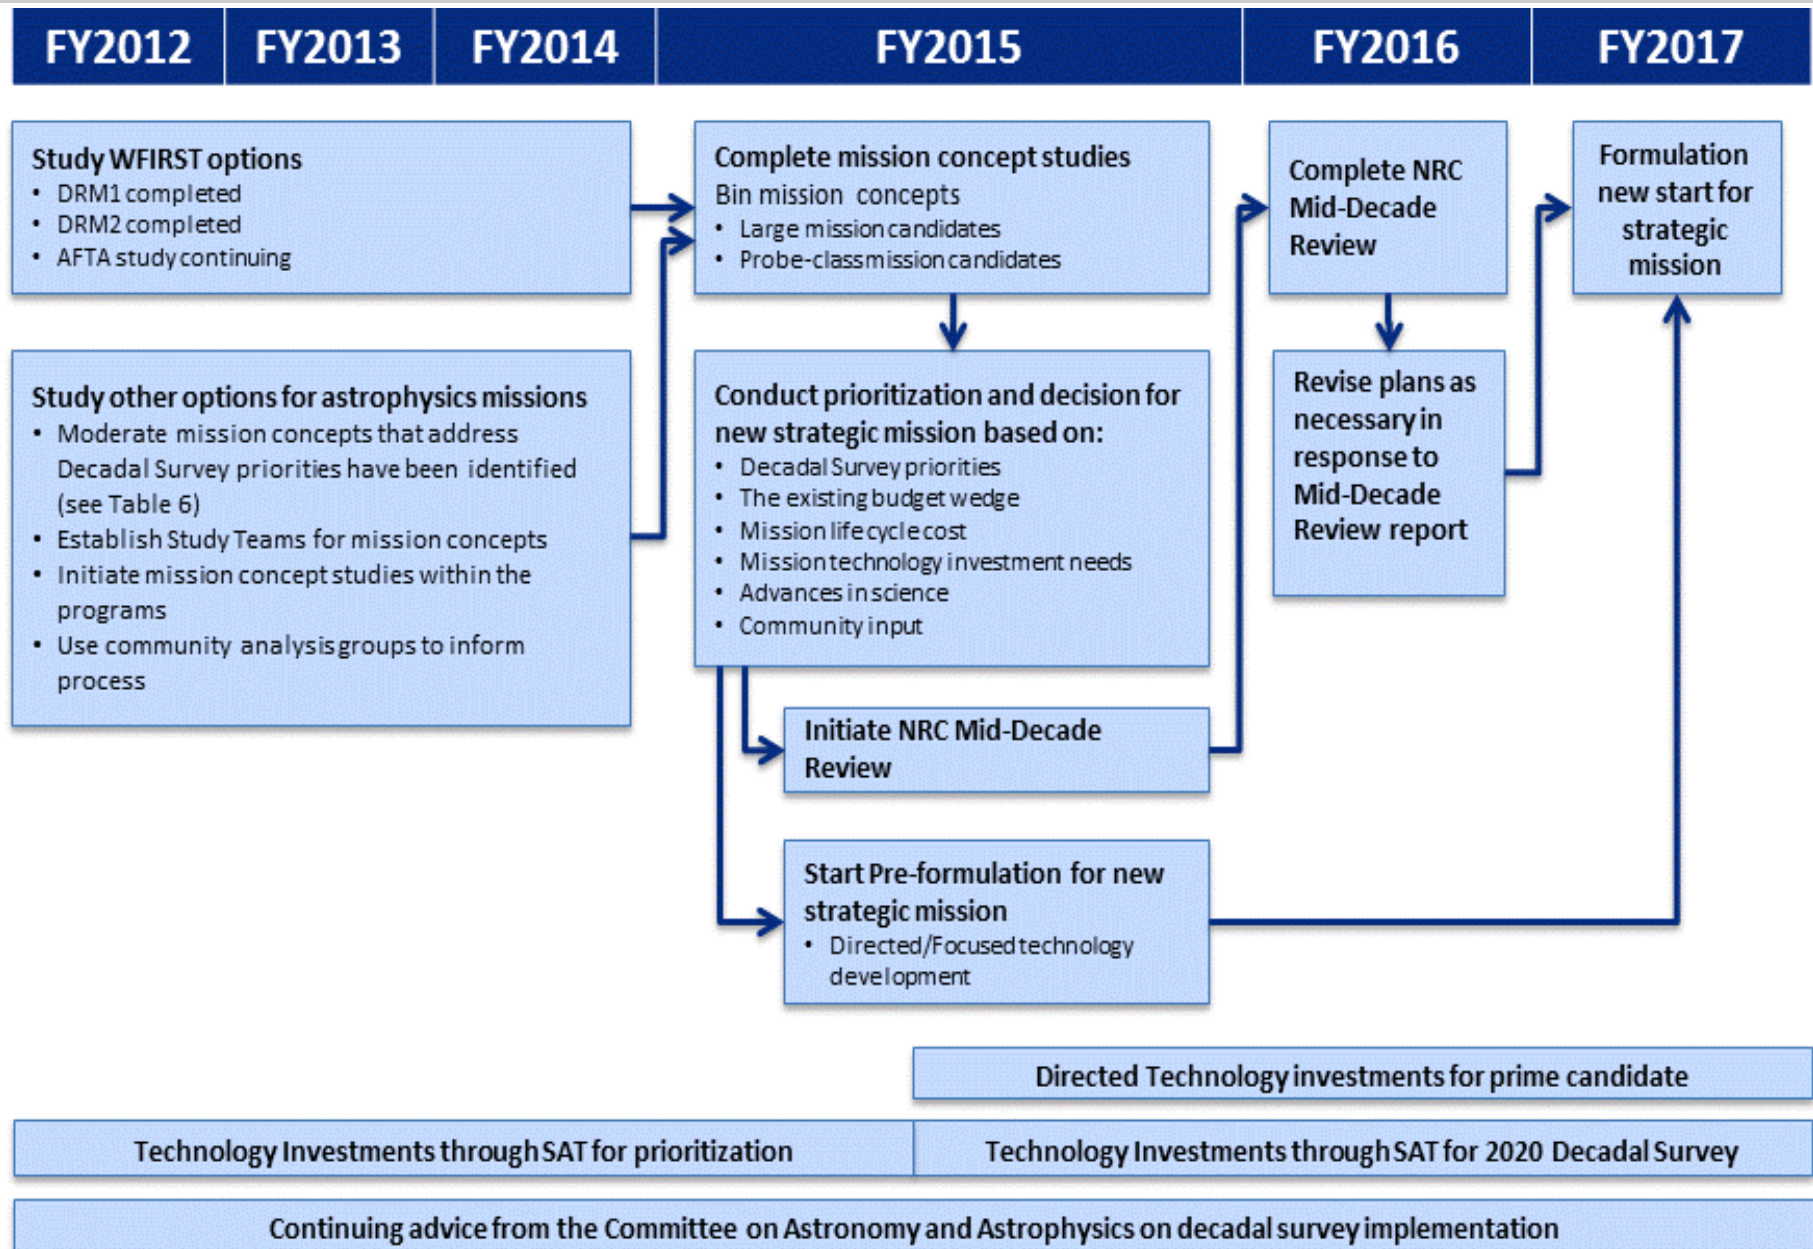 FY2012 FY2013 FY2014 FY2015 FY2016 FY2017
Study WFIRST options
• DRM1 completed
• DRM2 completed
• AFTA study continuing
Study other options for astrophysics missions
• Moderate mission concepts that address
Decadal Survey priorities have been identified
(see Table 6)
• Establish Study Teams for mission concepts
• Initiate mission concept studies within the
programs
• Use community analysis groups to inform
process
Complete mission concept studies
Bin mission concepts
• Large mission candidates
• Probe-class mission candidates
Conduct prioritization and decision for
new strategic mission based on:
• Decadal Survey priorities
• The existing budget wedge
• Mission life cycle cost
• Mission technology investment needs
• Advances in science
• Community input
Initiate NRC Mid-Decade
Review
Start Pre-formulation for new
strategic mission
• Directed/Focused technology
development
Complete NRC
Mid-Decade
Review
Revise plans as
necessary in
response to
Mid-Decade
Review report
Formulation
new start for
strategic
mission
Directed Technology investments for prime candidate
Technology Investments through SAT for prioritization
Technology Investments through SAT for 2020 Decadal Survey
Continuing advice from the Committee on Astronomy and Astrophysics on decadal survey implementation